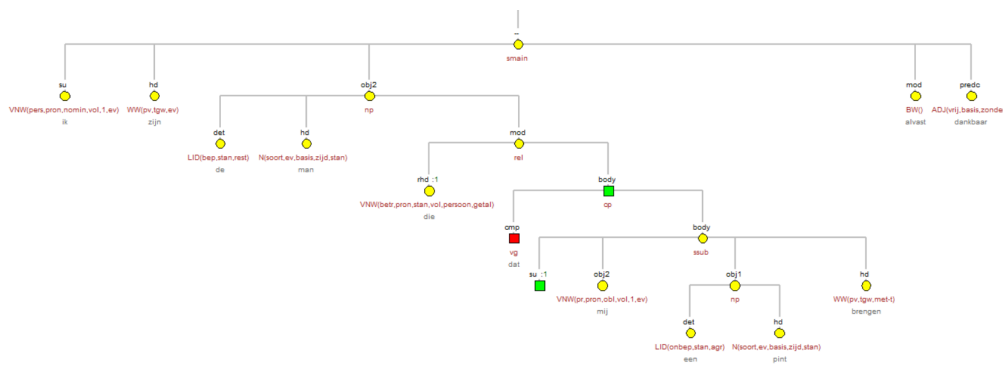 --
smain
su hd obj2 mod predc
VNW(pers,pron,nomin,vol,1,ev) WW(pv,tgw,ev) np BW() ADJ(vrij,basis,zonde
ik zijn alvast dankbaar
det hd mod
LID(bep,stan,rest) N(soort,ev,basis,zijd,stan) rel
de man
rhd :1 body
VNW(betr,pron,stan,vol,persoon,getal) cp
die
cmp body
vg ssub
dat
su :1 obj2 obj1 hd
VNW(pr,pron,obl,vol,1,ev) np WW(pv,tgw,met-t)
mij brengen
det hd
LID(onbep,stan,agr) N(soort,ev,basis,zijd,stan)
een pint